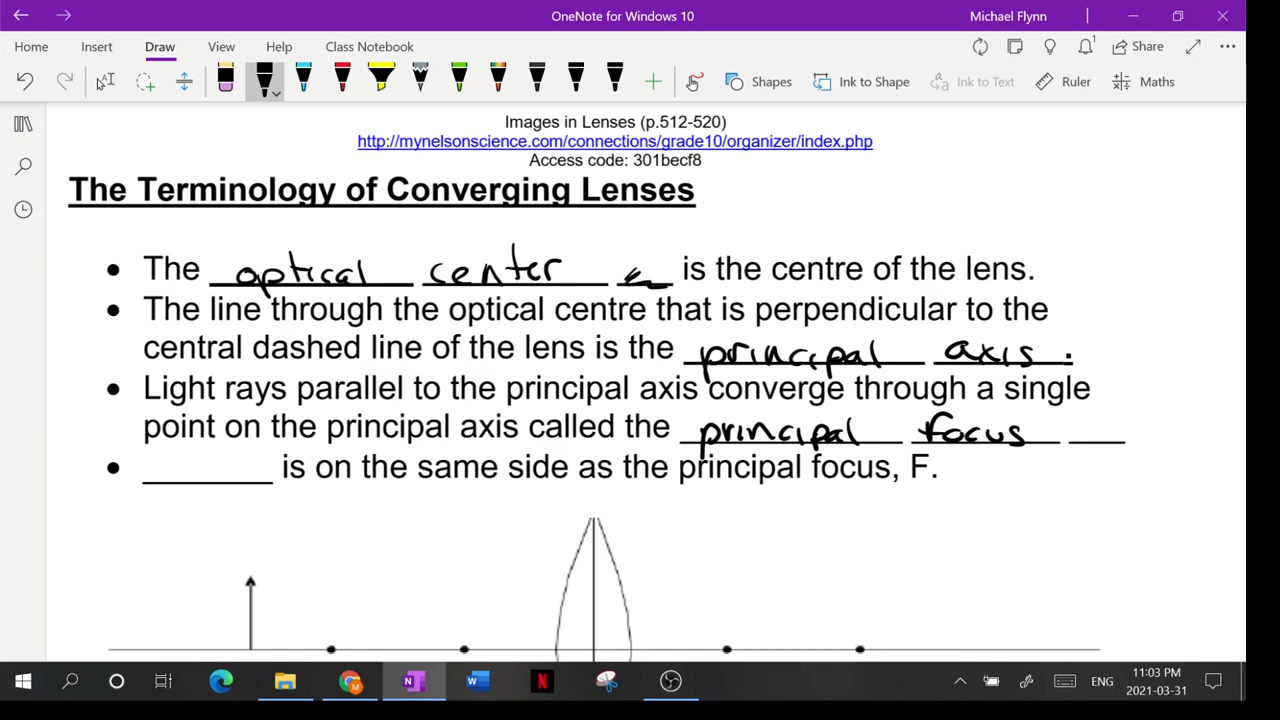 OneNote for Windows 10
Michael Flynn
Home Insert Draw View Help Class Notebook
1 Share
Shapes Ink to Shape Ink to Text Ruler Maths
Images in Lenses (p.512-520)
http://mynelsonscience.com/connections/grade10/organizer/index.php
Access code: 301becf8
The Terminology of Converging Lenses
• The optical center is the centre of the lens.
• The line through the optical centre that is perpendicular to the
central dashed line of the lens is the principal axis.
• Light rays parallel to the principal axis converge through a single
point on the principal axis called the principal focus ____
• ________ is on the same side as the principal focus, F.
11:03 PM
ENG
2021-03-31